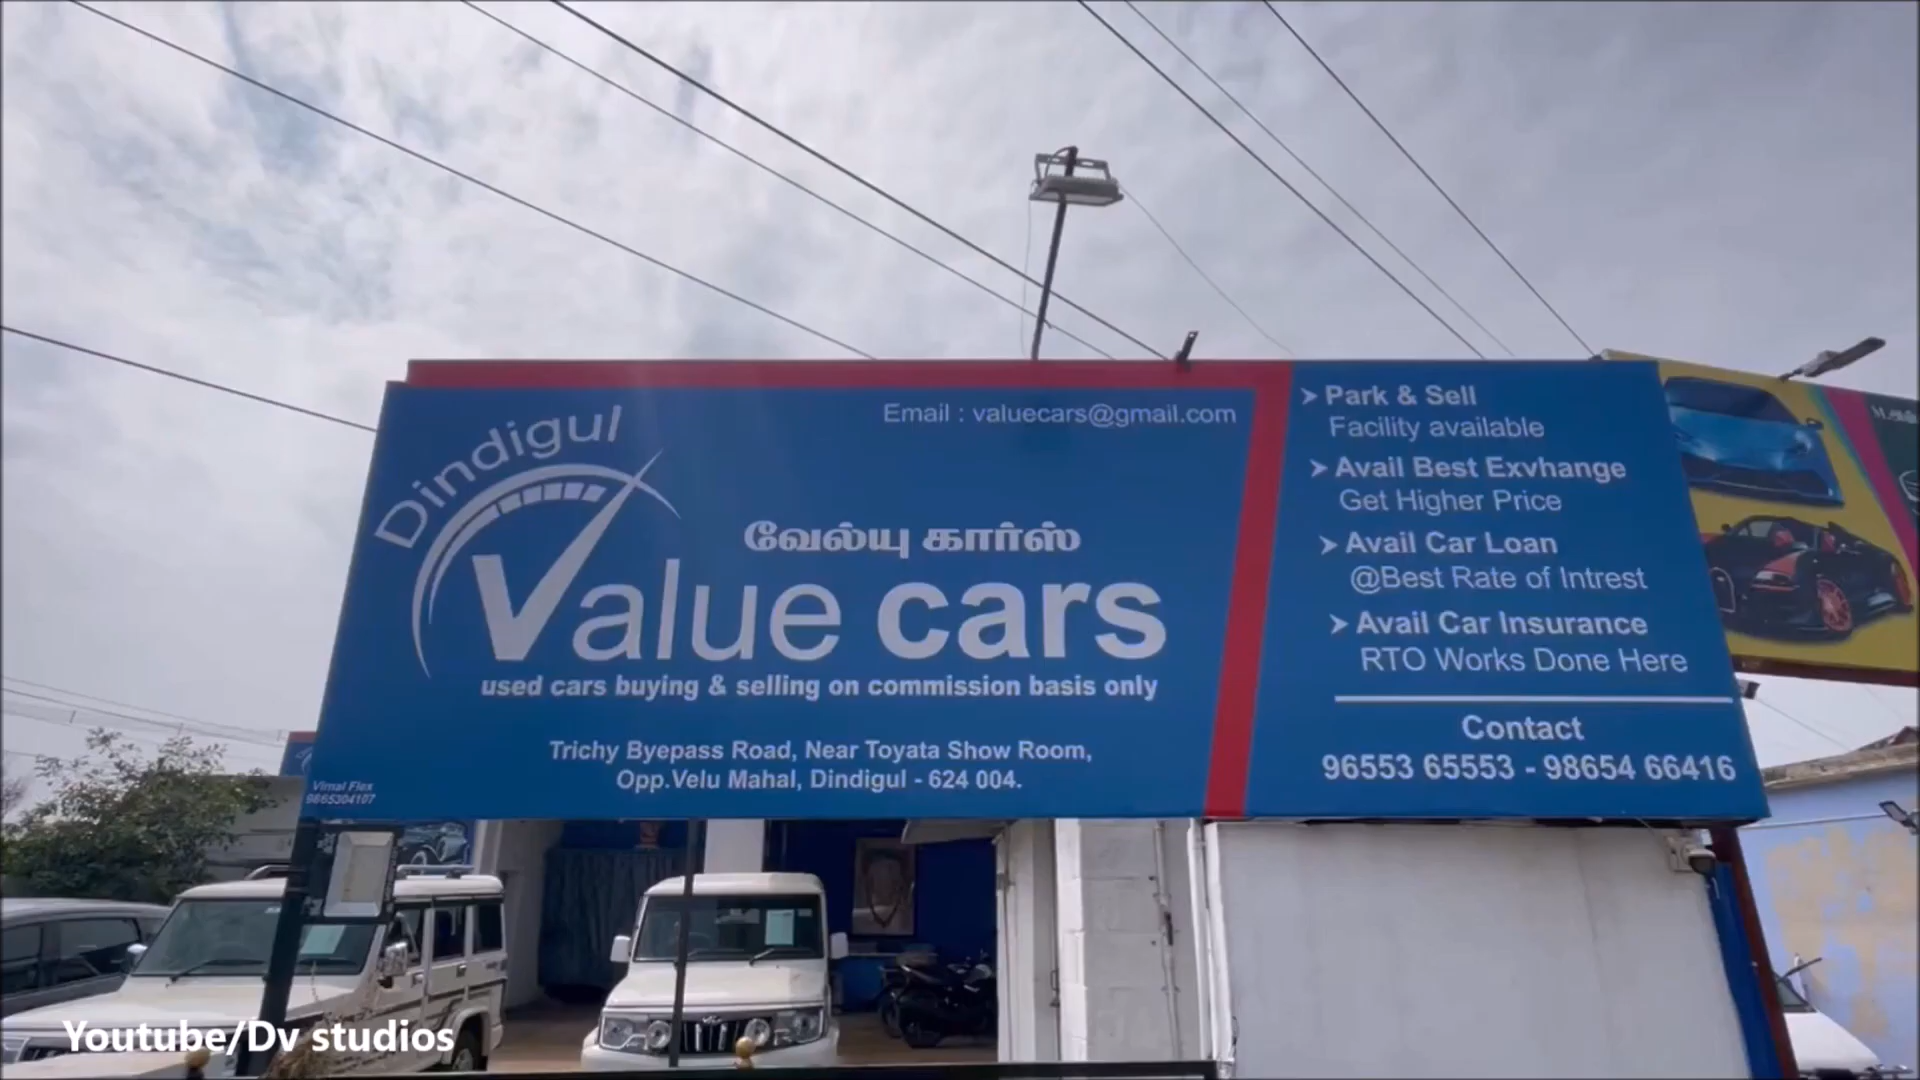 Dindigul
Email : valuecars@gmail.com
வேல்யு கார்ஸ்
Value cars
used cars buying & selling on commission basis only
Trichy Byepass Road, Near Toyata Show Room,
Opp.Velu Mahal, Dindigul - 624 004.
Vimal Flex
9865304107
➤ Park & Sell
Facility available
➤ Avail Best Exvhange
Get Higher Price
➤ Avail Car Loan
@Best Rate of Intrest
➤ Avail Car Insurance
RTO Works Done Here
Contact
96553 65553 - 98654 66416
Youtube/Dv studios